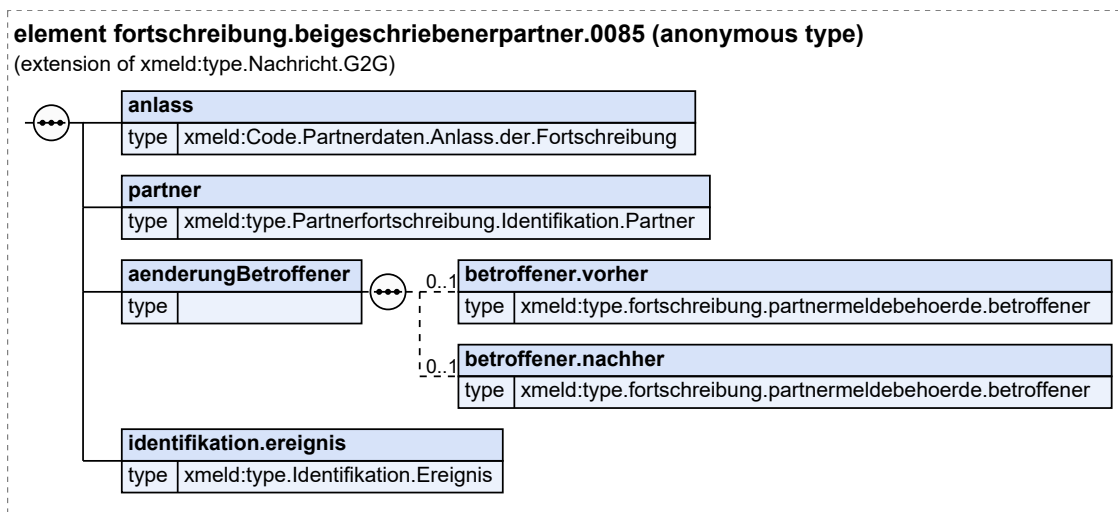 element fortschreibung.beigeschriebenerpartner.0085 (anonymous type)
(extension of xmeld:type.Nachricht.G2G)
anlass
type xmeld:Code.Partnerdaten.Anlass.der.Fortschreibung
partner
type xmeld:type.Partnerfortschreibung.Identifikation.Partner
aenderungBetroffener
type
0..1
betroffener.vorher
type xmeld:type.fortschreibung.partnermeldebehoerde.betroffener
0..1
betroffener.nachher
type xmeld:type.fortschreibung.partnermeldebehoerde.betroffener
identifikation.ereignis
type xmeld:type.Identifikation.Ereignis